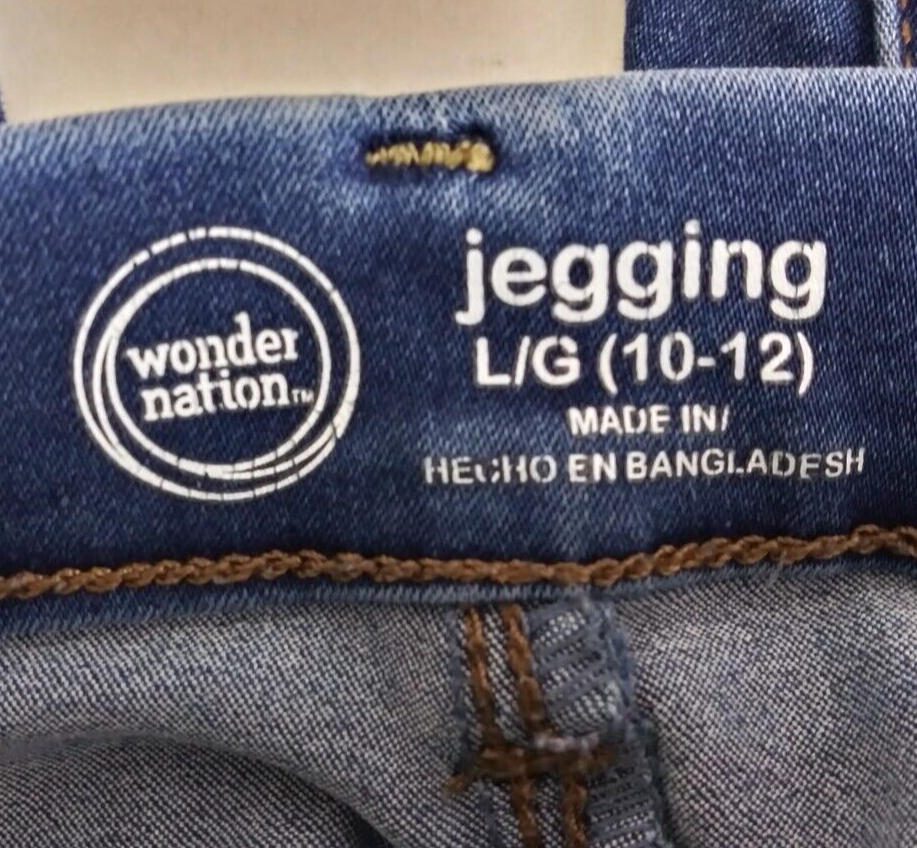 wonder
nation™
jegging
L/G (10-12)
MADE IN/
HECHO EN BANGLADESH